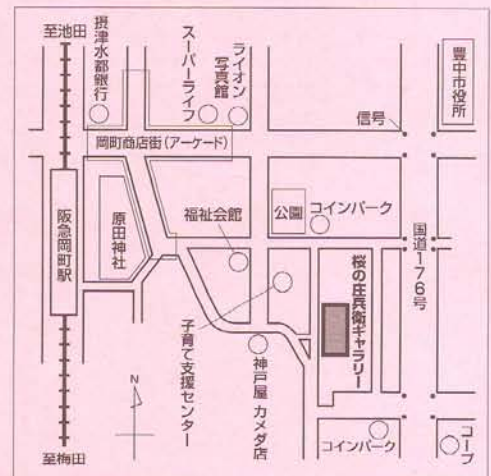 至池田
摂津水都銀行
スーパーライフ
ライオン
写真館
信号
豊中市役所
岡町商店街(アーケード)
阪急岡町駅
原田神社
福祉会館
公園
コインパーク
国道176号
桜の庄兵衛ギャラリー
子育て支援センター
神戸屋 カメダ店
N
至梅田
コインパーク
コープ